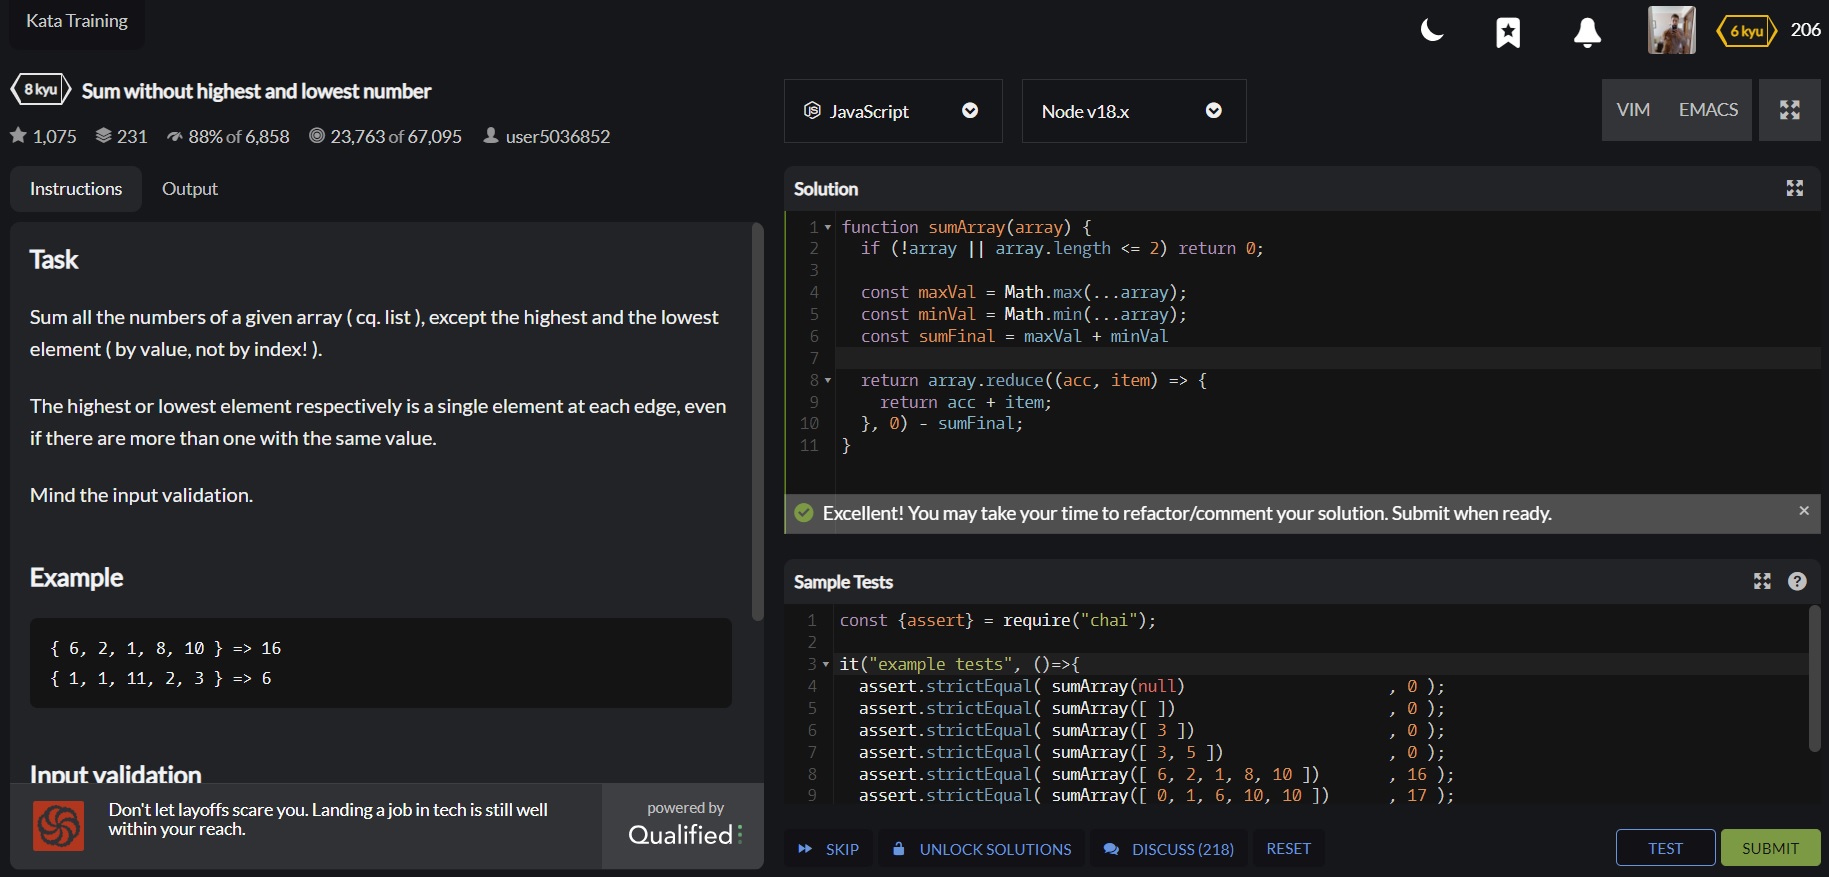 Kata Training
6 kyu 206
8 kyu Sum without highest and lowest number
1,075 231 88% of 6,858 23,763 of 67,095 user5036852
JavaScript Node v18.x VIM EMACS
Instructions Output
Task
Sum all the numbers of a given array ( cq. list ), except the highest and the lowest
element ( by value, not by index! ).
The highest or lowest element respectively is a single element at each edge, even
if there are more than one with the same value.
Mind the input validation.
Example
{ 6, 2, 1, 8, 10 } => 16
{ 1, 1, 11, 2, 3 } => 6
Input validation
Don't let layoffs scare you. Landing a job in tech is still well
within your reach.
powered by
Qualified
Solution
1 function sumArray(array) {
2 if (!array || array.length <= 2) return 0;
3
4 const maxVal = Math.max(...array);
5 const minVal = Math.min(...array);
6 const sumFinal = maxVal + minVal
7
8 return array.reduce((acc, item) => {
9 return acc + item;
10 }, 0) - sumFinal;
11 }
Excellent! You may take your time to refactor/comment your solution. Submit when ready. ×
Sample Tests ?
1 const {assert} = require("chai");
2
3 it("example tests", ()=>{
4 assert.strictEqual( sumArray(null) , 0 );
5 assert.strictEqual( sumArray([ ]) , 0 );
6 assert.strictEqual( sumArray([ 3 ]) , 0 );
7 assert.strictEqual( sumArray([ 3, 5 ]) , 0 );
8 assert.strictEqual( sumArray([ 6, 2, 1, 8, 10 ]) , 16 );
9 assert.strictEqual( sumArray([ 0, 1, 6, 10, 10 ]) , 17 );
SKIP UNLOCK SOLUTIONS DISCUSS (218) RESET TEST SUBMIT